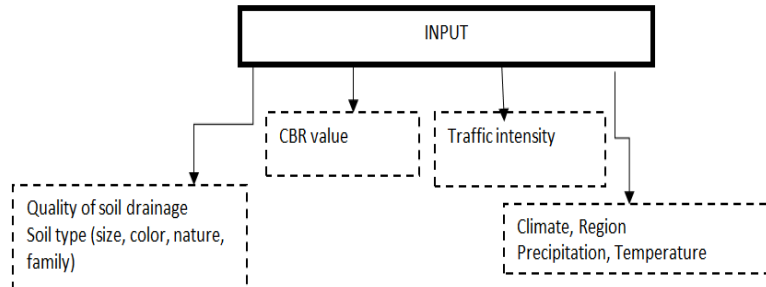 INPUT
CBR value
Traffic intensity
Quality of soil drainage
Soil type (size, color, nature,
family)
Climate, Region
Precipitation, Temperature